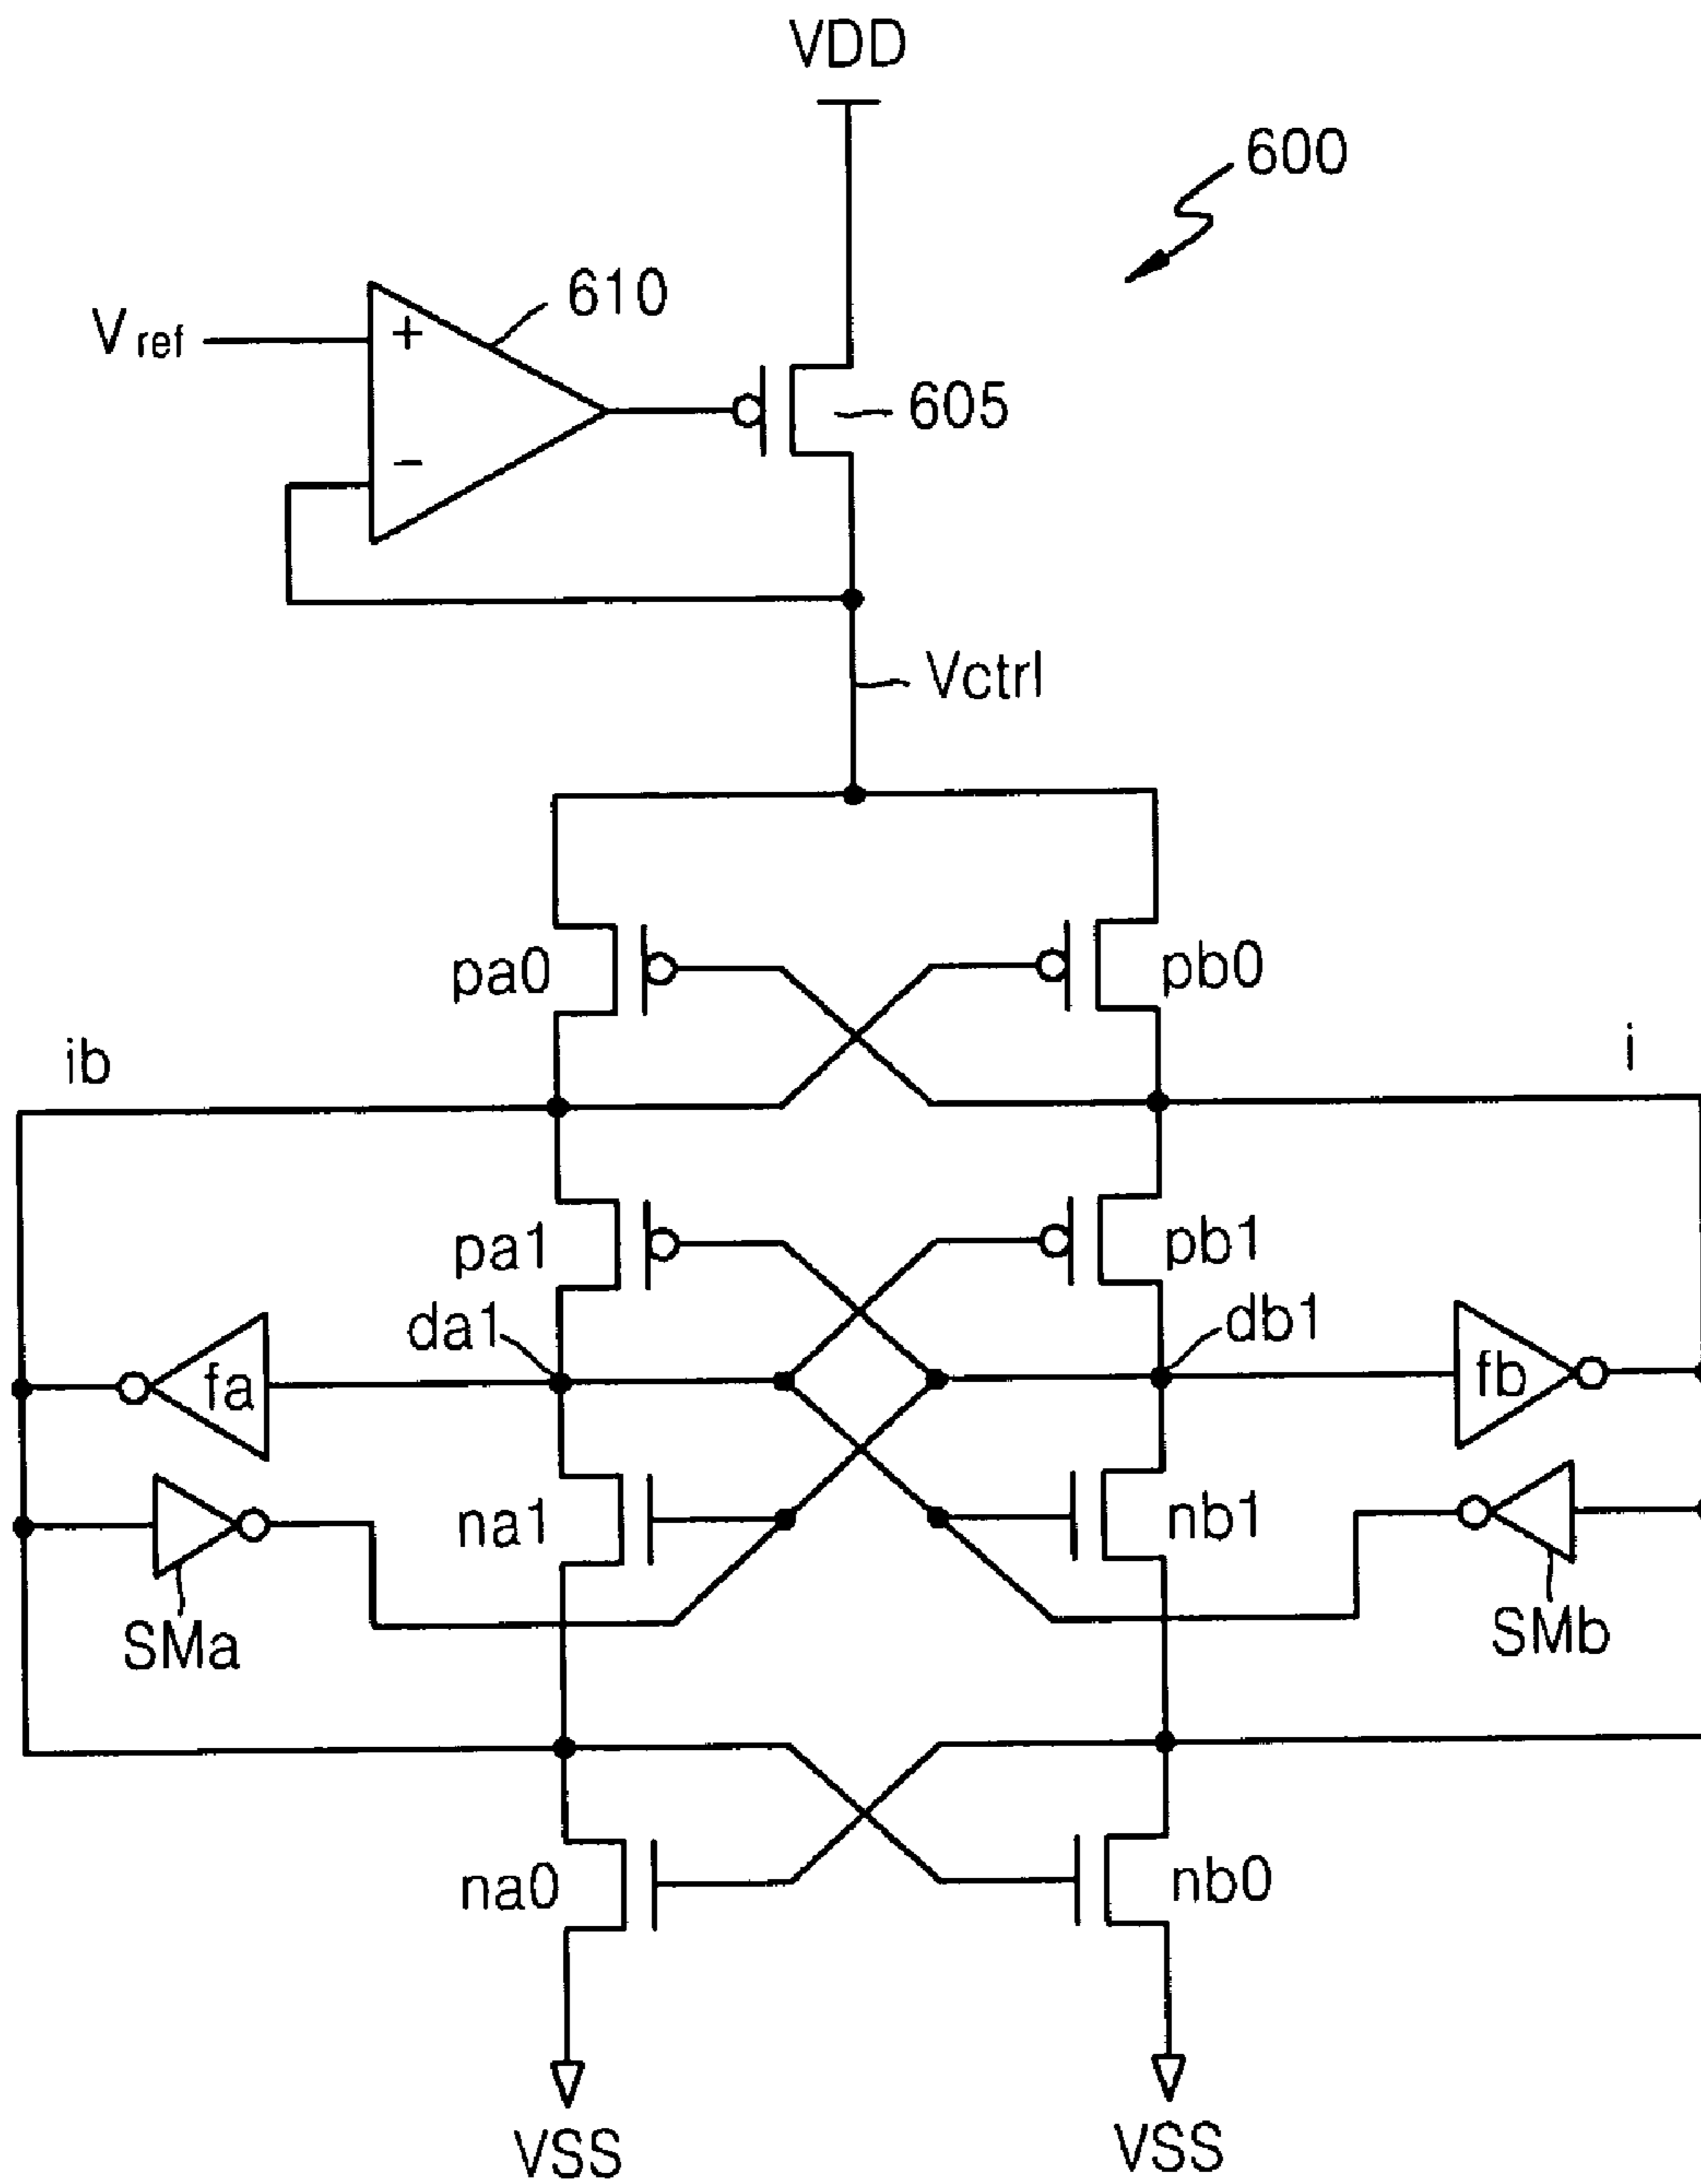 VDD
600
610
Vref
+
605
−
Vctrl
pa0
pb0
ib
i
pa1
pb1
da1
db1
fa
fb
na1
nb1
SMa
SMb
na0
nb0
VSS
VSS